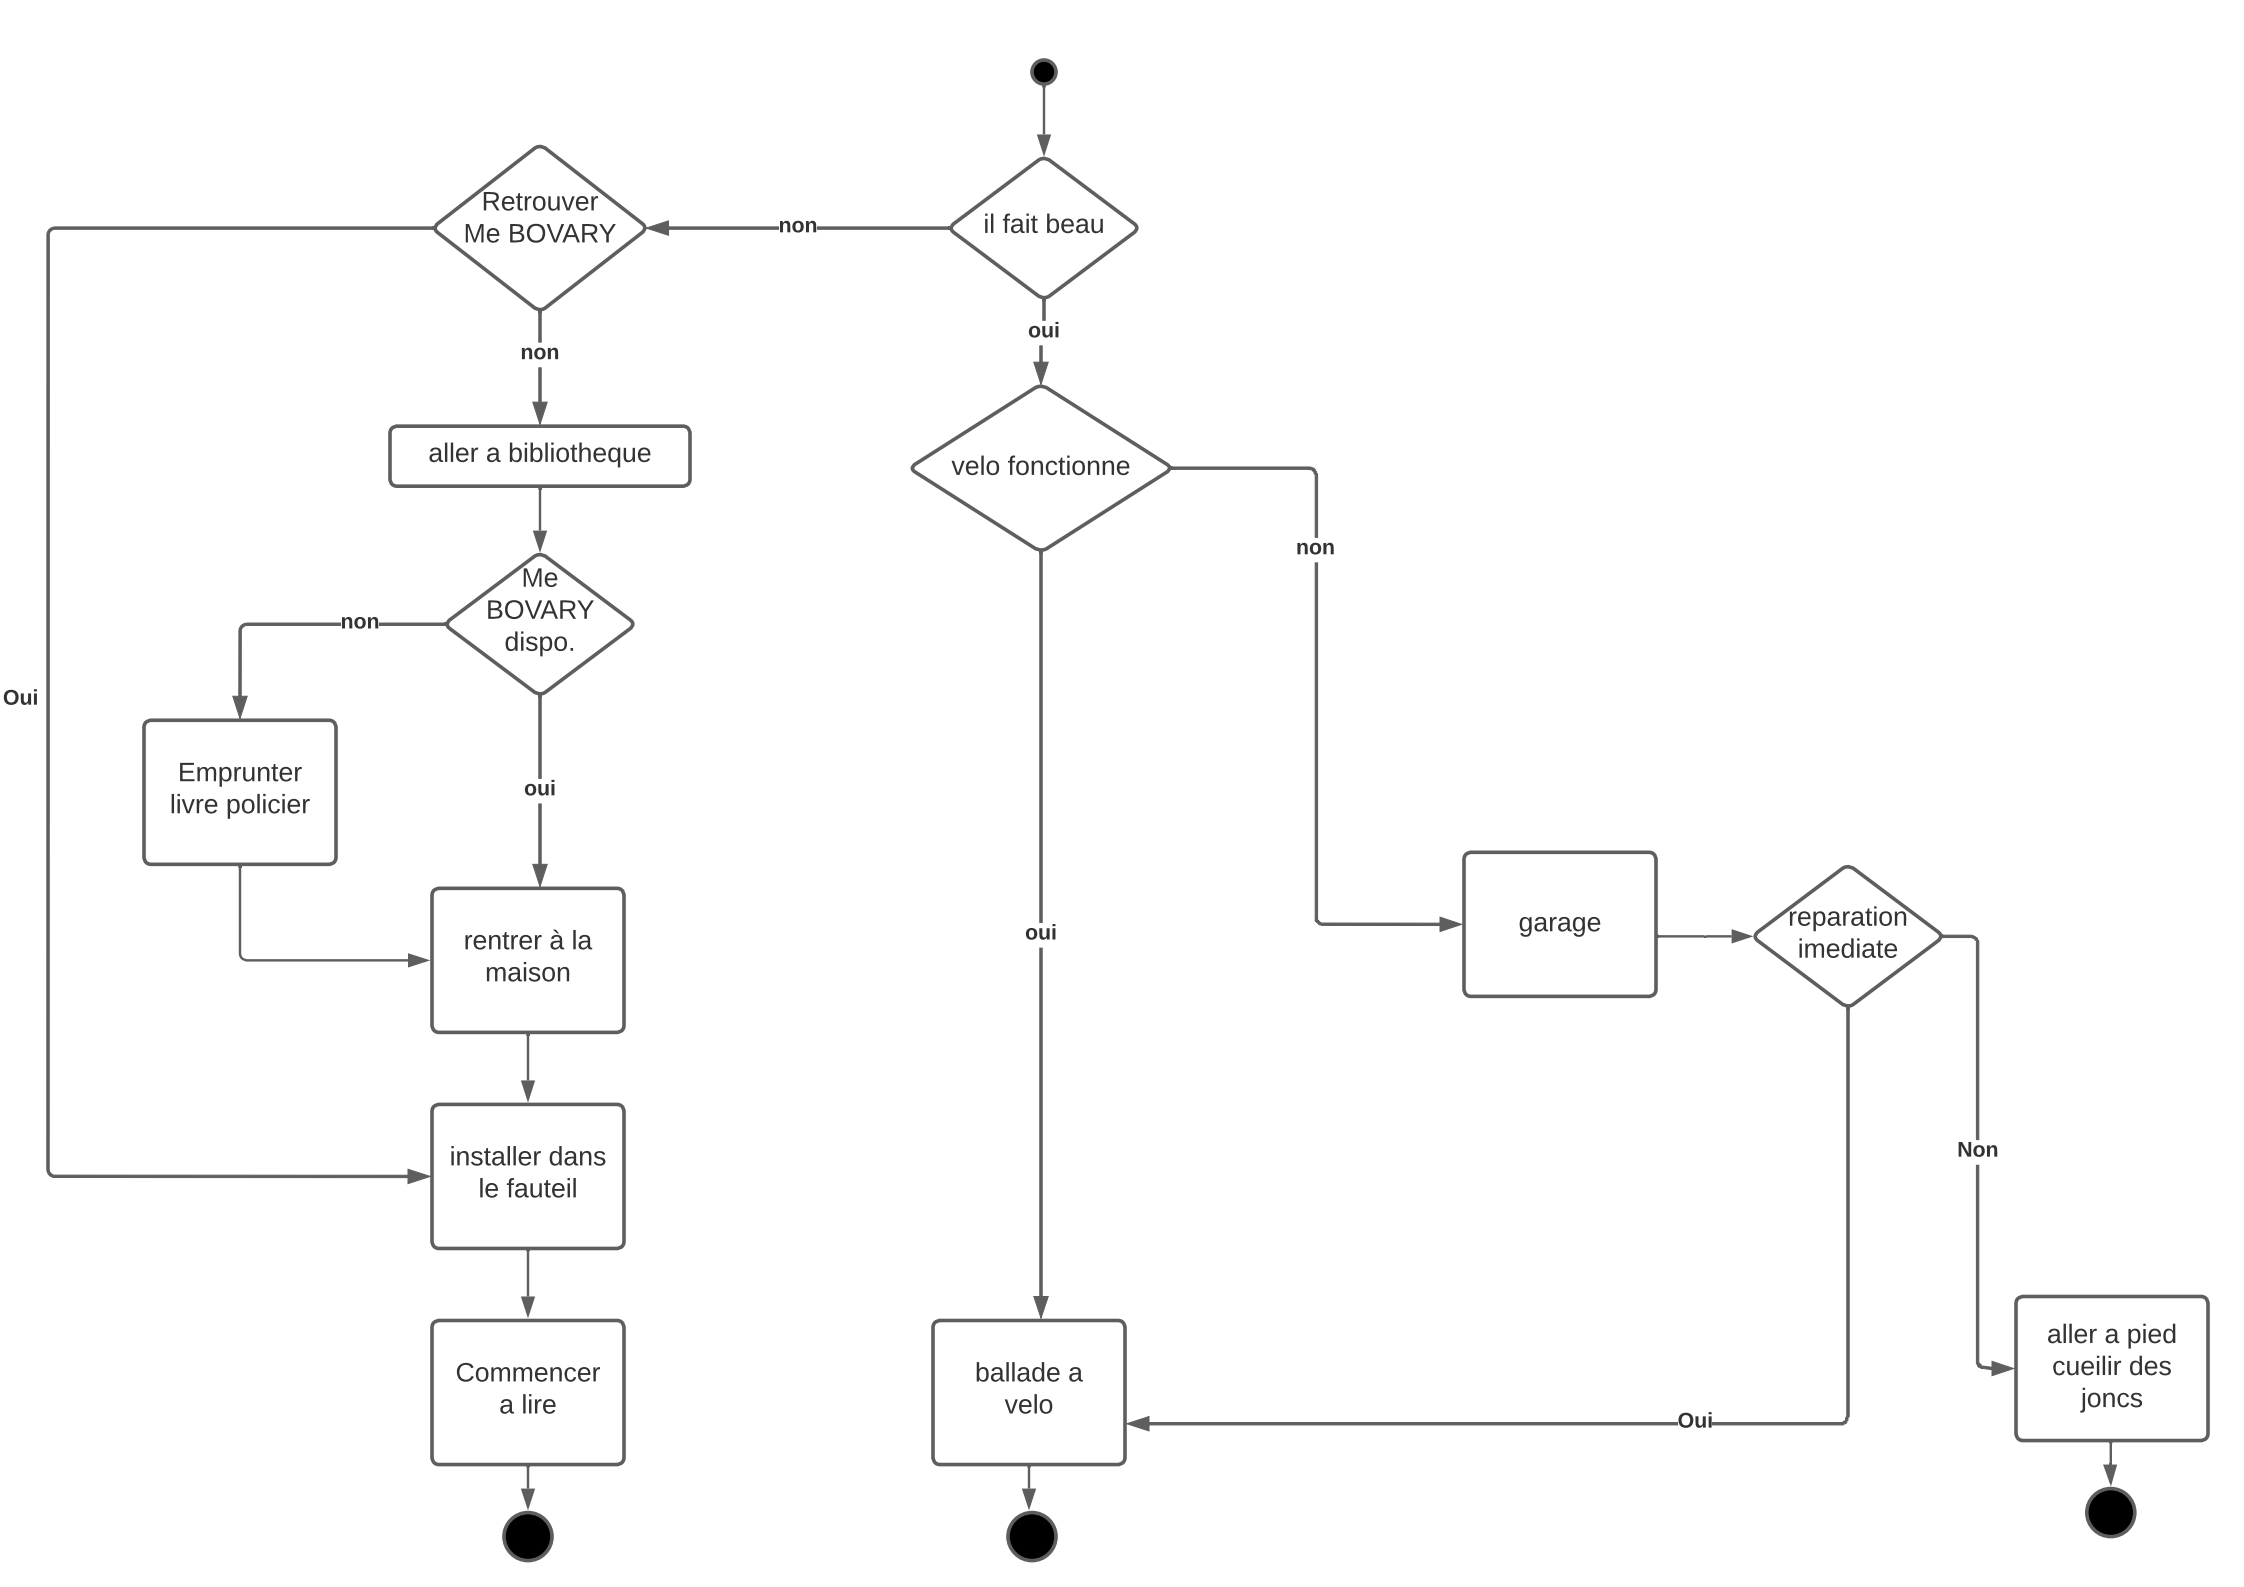 Retrouver
Me BOVARY
non
il fait beau
oui
non
aller a bibliotheque
velo fonctionne
non
Me
BOVARY
dispo.
non
Oui
Emprunter
livre policier
oui
rentrer à la
maison
oui
garage
reparation
imediate
installer dans
le fauteil
Non
Commencer
a lire
ballade a
velo
Oui
aller a pied
cueilir des
joncs